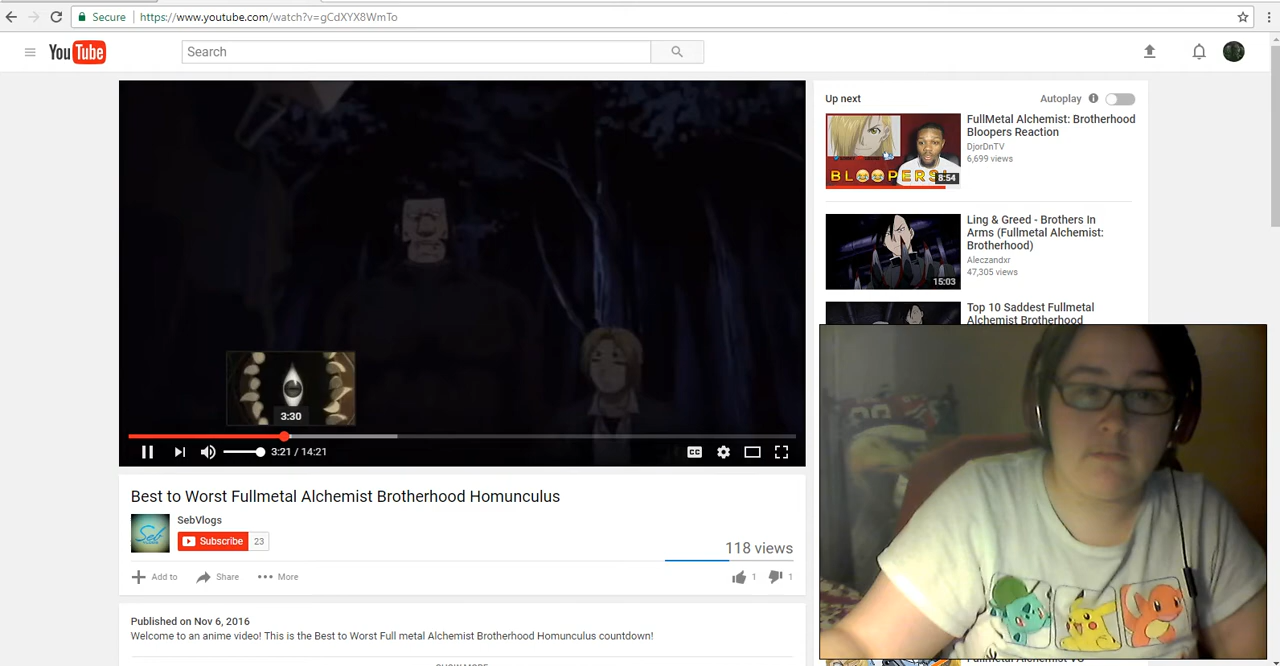 Secure https://www.youtube.com/watch?v=gCdXYX8WmTo
YouTube
Search
3:30
3:21 / 14:21
CC
Best to Worst Fullmetal Alchemist Brotherhood Homunculus
Seb
SebVlogs
Subscribe 23
118 views
Add to Share More
1 1
Published on Nov 6, 2016
Welcome to an anime video! This is the Best to Worst Full metal Alchemist Brotherhood Homunculus countdown!
SHOW MORE
Up next
Autoplay
BLOOPERS!
8:54
FullMetal Alchemist: Brotherhood
Bloopers Reaction
DjorDnTV
6,699 views
15:03
Ling & Greed - Brothers In
Arms (Fullmetal Alchemist:
Brotherhood)
Aleczandxr
47,305 views
Top 10 Saddest Fullmetal
Alchemist Brotherhood